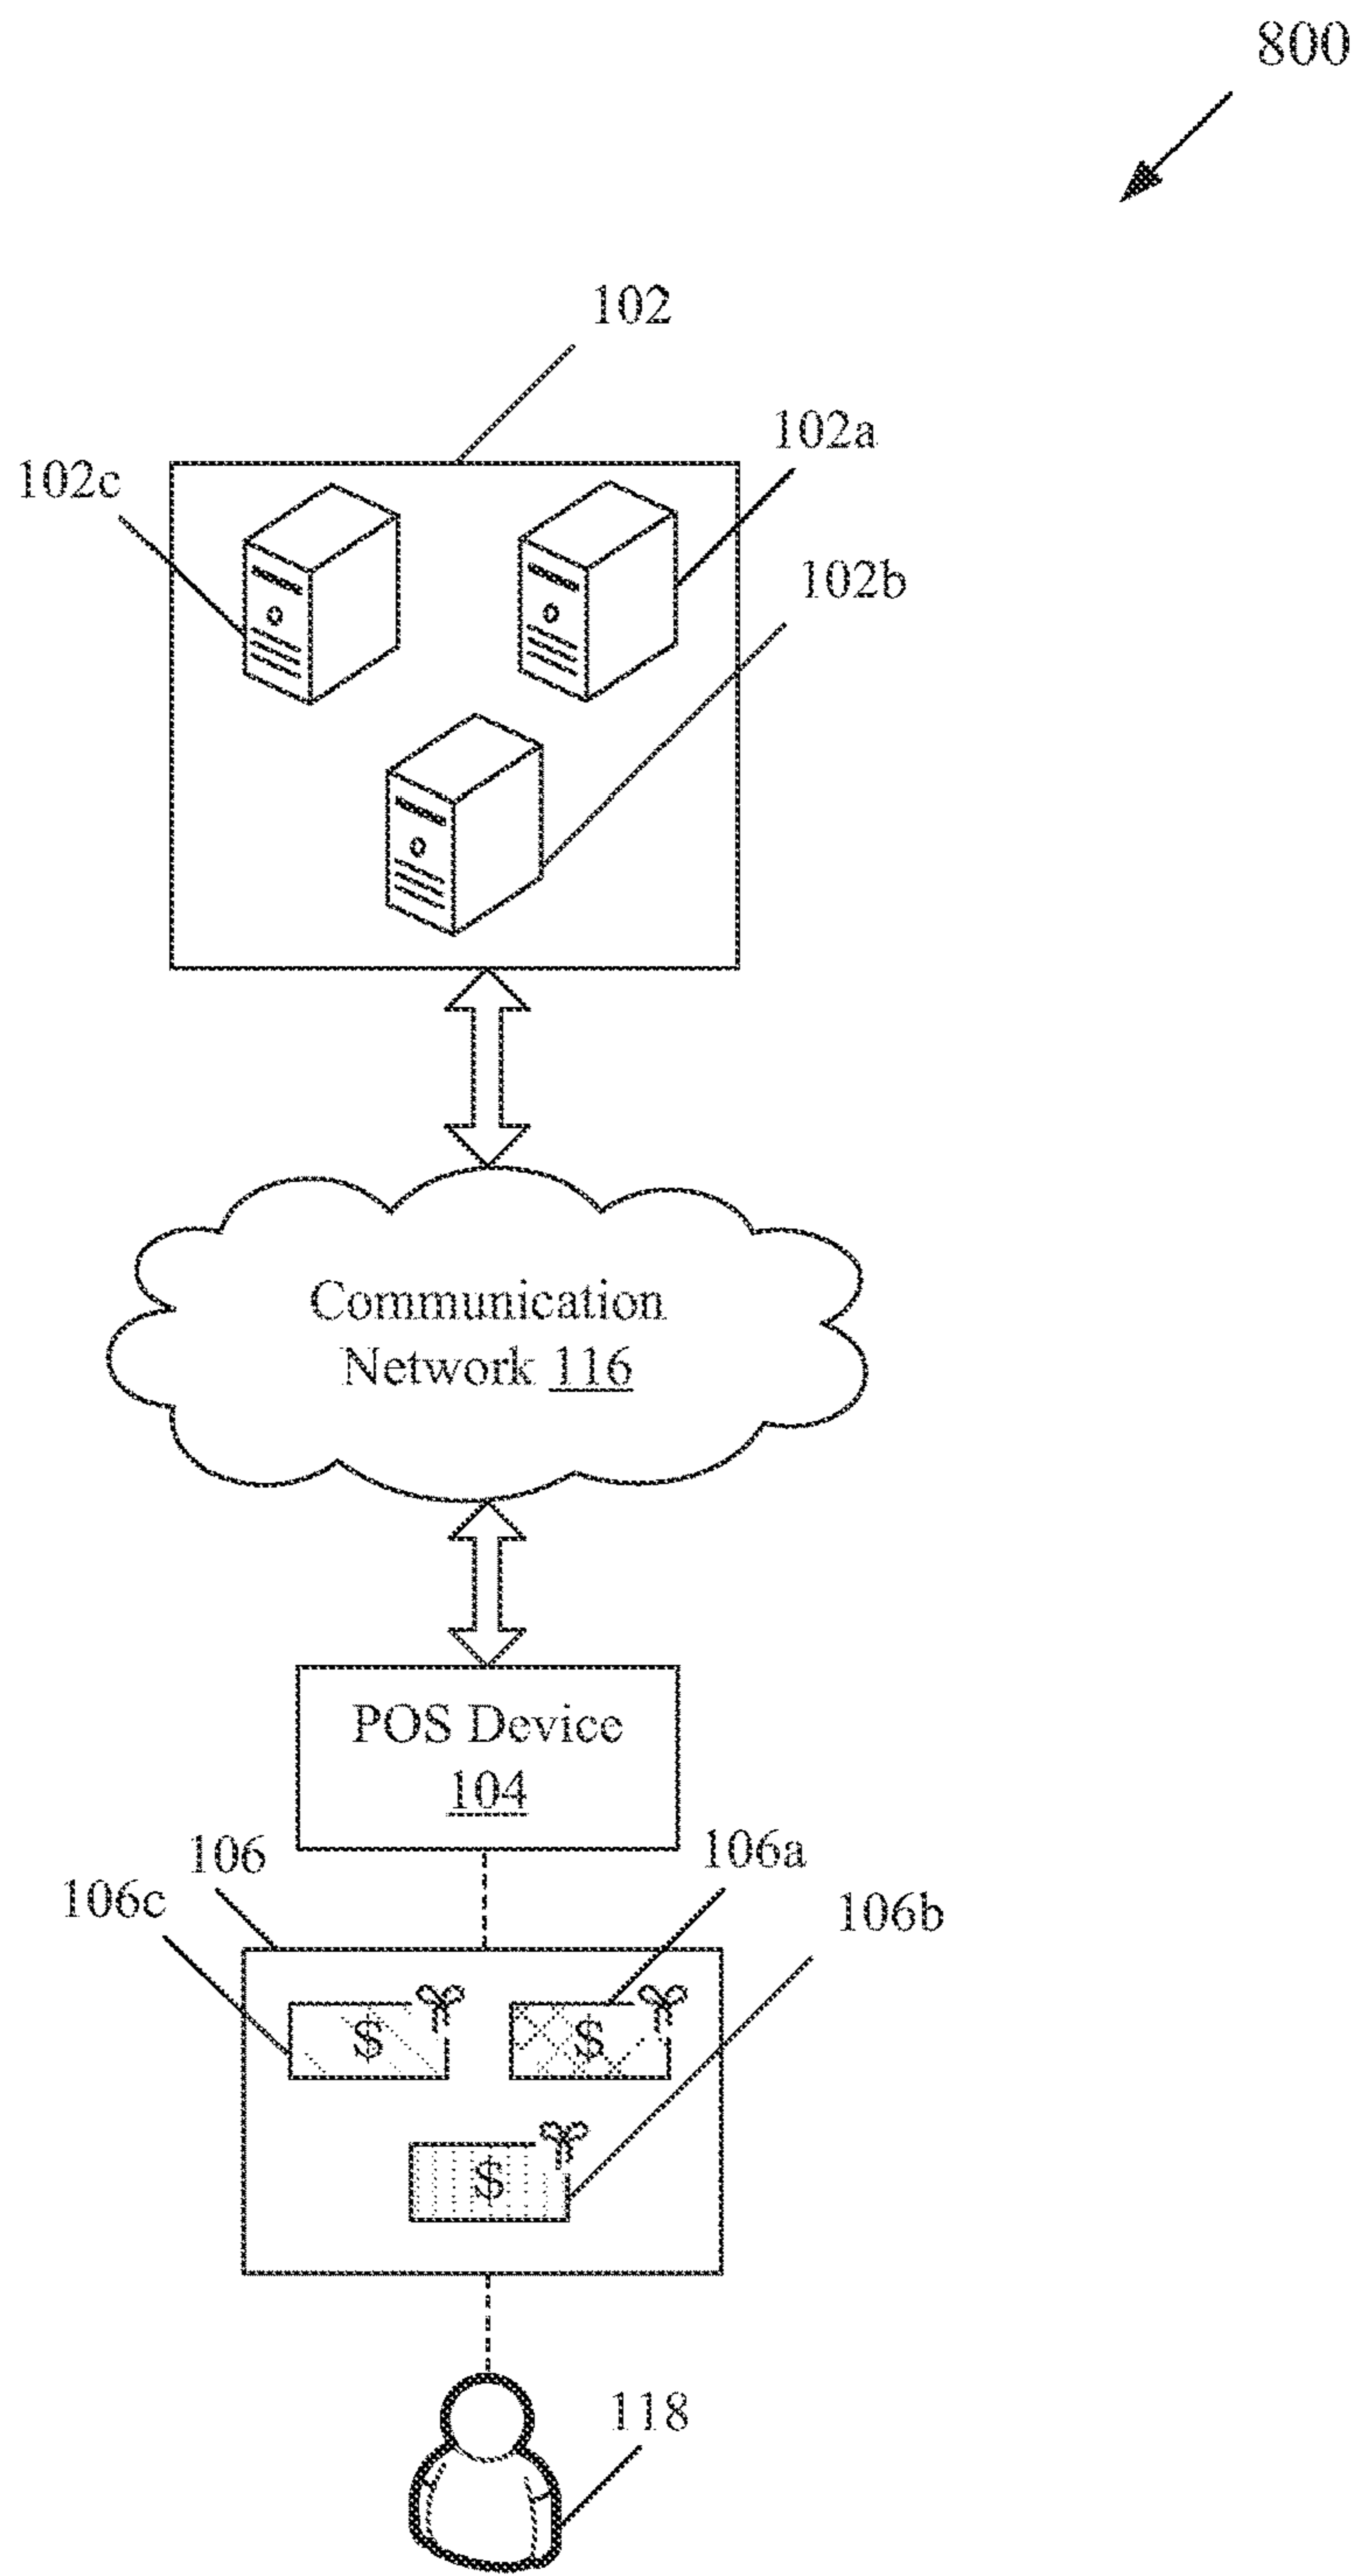 800
102
102a
102c
102b
Communication
Network 116
POS Device
104
106
106a
106c
106b
$
$
$
118